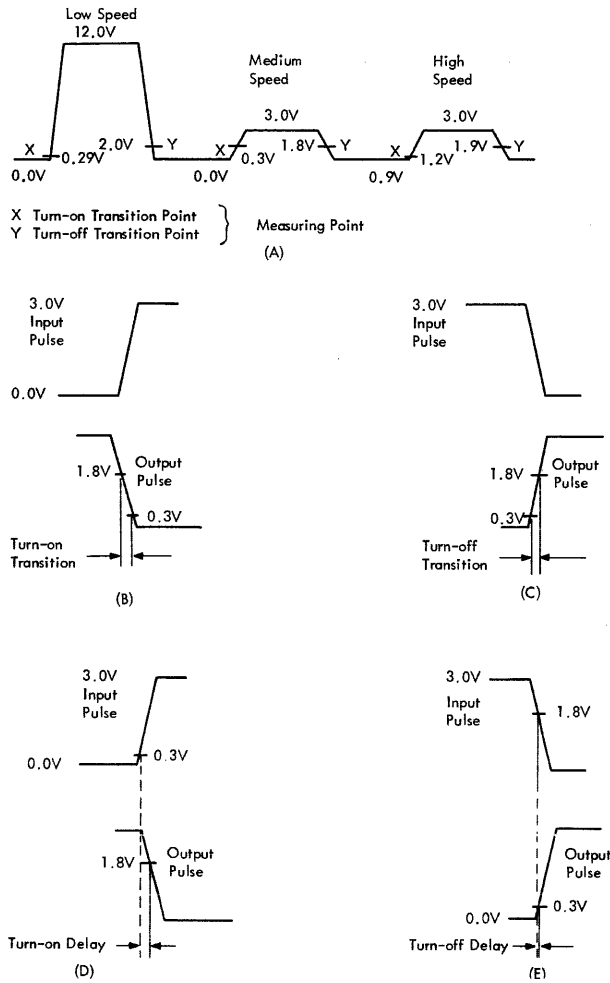 Low Speed
12.0V
Medium
Speed
High
Speed
3.0V
3.0V
X
0.29V
2.0V
Y
X
0.3V
1.8V
Y
X
1.2V
1.9V
Y
0.0V
0.0V
0.9V
X Turn-on Transition Point
Y Turn-off Transition Point
Measuring Point
(A)
3.0V
Input
Pulse
0.0V
1.8V
Output
Pulse
0.3V
Turn-on
Transition
(B)
3.0V
Input
Pulse
1.8V
Output
Pulse
0.3V
Turn-off
Transition
(C)
3.0V
Input
Pulse
0.0V
0.3V
1.8V
Output
Pulse
Turn-on Delay
(D)
3.0V
Input
Pulse
1.8V
Output
Pulse
0.0V
0.3V
Turn-off Delay
(E)